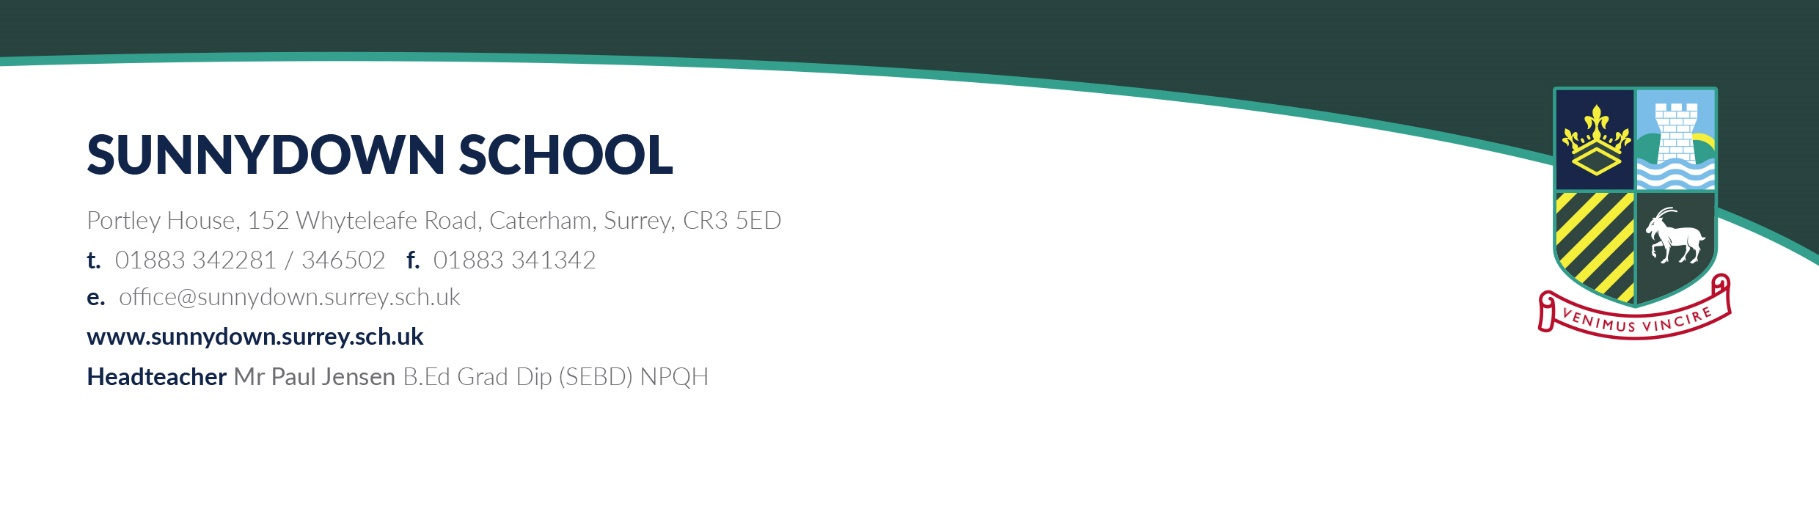 SUNNYDOWN SCHOOL
Portley House, 152 Whyteleafe Road, Caterham, Surrey, CR3 5ED
t. 01883 342281 / 346502 f. 01883 341342
e. office@sunnydown.surrey.sch.uk
www.sunnydown.surrey.sch.uk
Headteacher Mr Paul Jensen B.Ed Grad Dip (SEBD) NPQH
VENIMUS VINCIRE